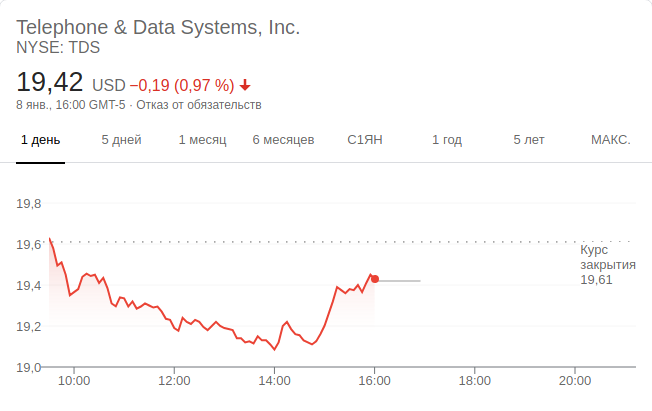 Telephone & Data Systems, Inc.
NYSE: TDS
19,42 USD −0,19 (0,97 %)
8 янв., 16:00 GMT-5 · Отказ от обязательств
1 день 5 дней 1 месяц 6 месяцев С1ЯН 1 год 5 лет МАКС.
19,8
19,6
Курс
закрытия
19,61
19,4
19,2
19,0
10:00 12:00 14:00 16:00 18:00 20:00